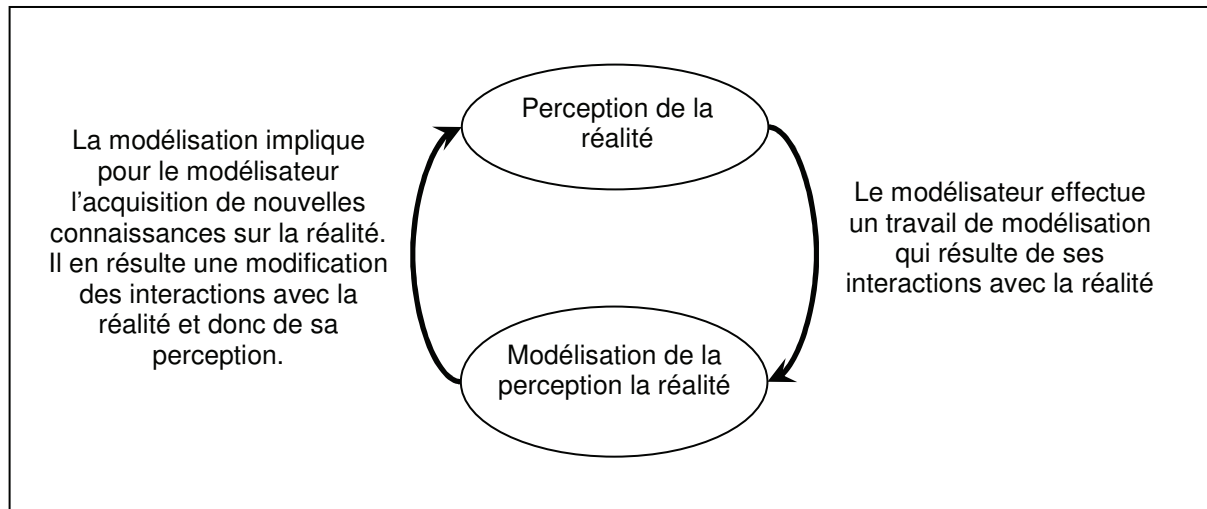 Perception de la
réalité
La modélisation implique
pour le modélisateur
l'acquisition de nouvelles
connaissances sur la réalité.
Il en résulte une modification
des interactions avec la
réalité et donc de sa
perception.
Le modélisateur effectue
un travail de modélisation
qui résulte de ses
interactions avec la réalité
Modélisation de la
perception la réalité